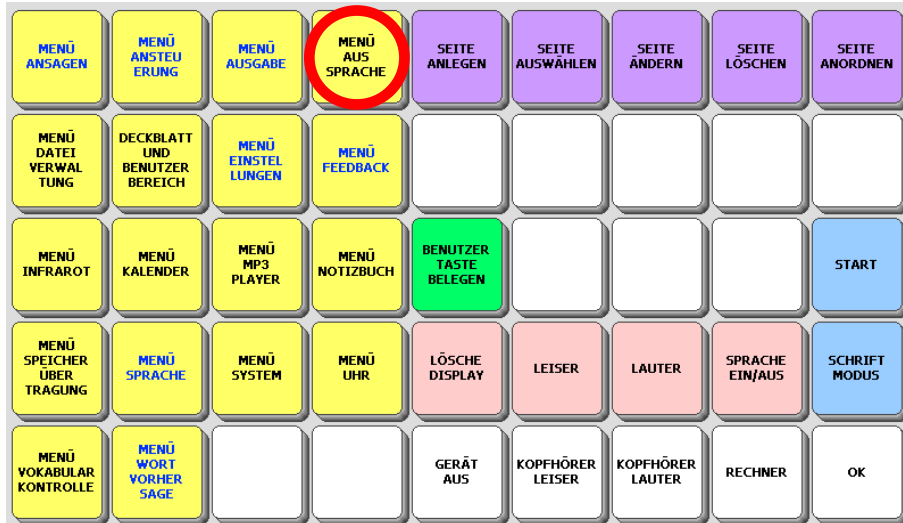 MENÜ
ANSAGEN
MENÜ
ANSTEU
ERUNG
MENÜ
AUSGABE
MENÜ
AUS
SPRACHE
SEITE
ANLEGEN
SEITE
AUSWÄHLEN
SEITE
ÄNDERN
SEITE
LÖSCHEN
SEITE
ANORDNEN
MENÜ
DATEI
VERWAL
TUNG
DECKBLATT
UND
BENUTZER
BEREICH
MENÜ
EINSTEL
LUNGEN
MENÜ
FEEDBACK
MENÜ
INFRAROT
MENÜ
KALENDER
MENÜ
MP3
PLAYER
MENÜ
NOTIZBUCH
BENUTZER
TASTE
BELEGEN
START
MENÜ
SPEICHER
ÜBER
TRAGUNG
MENÜ
SPRACHE
MENÜ
SYSTEM
MENÜ
UHR
LÖSCHE
DISPLAY
LEISER
LAUTER
SPRACHE
EIN/AUS
SCHRIFT
MODUS
MENÜ
VOKABULAR
KONTROLLE
MENÜ
WORT
VORHER
SAGE
GERÄT
AUS
KOPFHÖRER
LEISER
KOPFHÖRER
LAUTER
RECHNER
OK